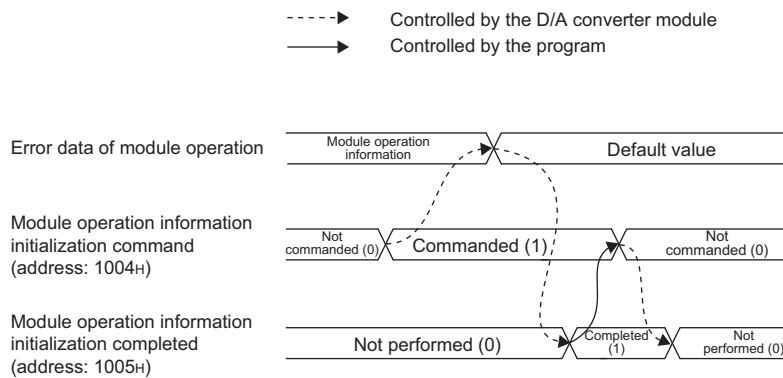 Controlled by the D/A converter module
Controlled by the program
Error data of module operation
Module operation
information
Default value
Module operation information
initialization command
(address: 1004H)
Not
commanded (0)
Commanded (1)
Not
commanded (0)
Module operation information
initialization completed
(address: 1005H)
Not performed (0)
Completed
(1)
Not
performed (0)